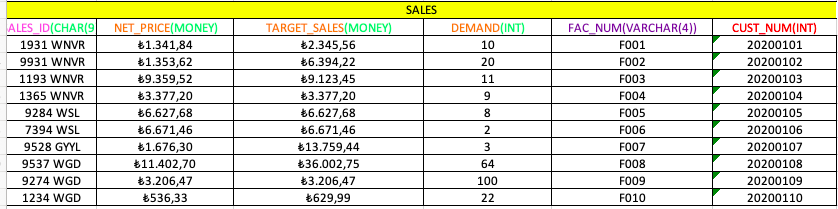 SALES
ALES_ID(CHAR(9 NET_PRICE(MONEY) TARGET_SALES(MONEY) DEMAND(INT) FAC_NUM(VARCHAR(4)) CUST_NUM(INT)
1931 WNVR ₺1.341,84 ₺2.345,56 10 F001 20200101
9931 WNVR ₺1.353,62 ₺6.394,22 20 F002 20200102
1193 WNVR ₺9.359,52 ₺9.123,45 11 F003 20200103
1365 WNVR ₺3.377,20 ₺3.377,20 9 F004 20200104
9284 WSL ₺6.627,68 ₺6.627,68 8 F005 20200105
7394 WSL ₺6.671,46 ₺6.671,46 2 F006 20200106
9528 GYYL ₺1.676,30 ₺13.759,44 3 F007 20200107
9537 WGD ₺11.402,70 ₺36.002,75 64 F008 20200108
9274 WGD ₺3.206,47 ₺3.206,47 100 F009 20200109
1234 WGD ₺536,33 ₺629,99 22 F010 20200110